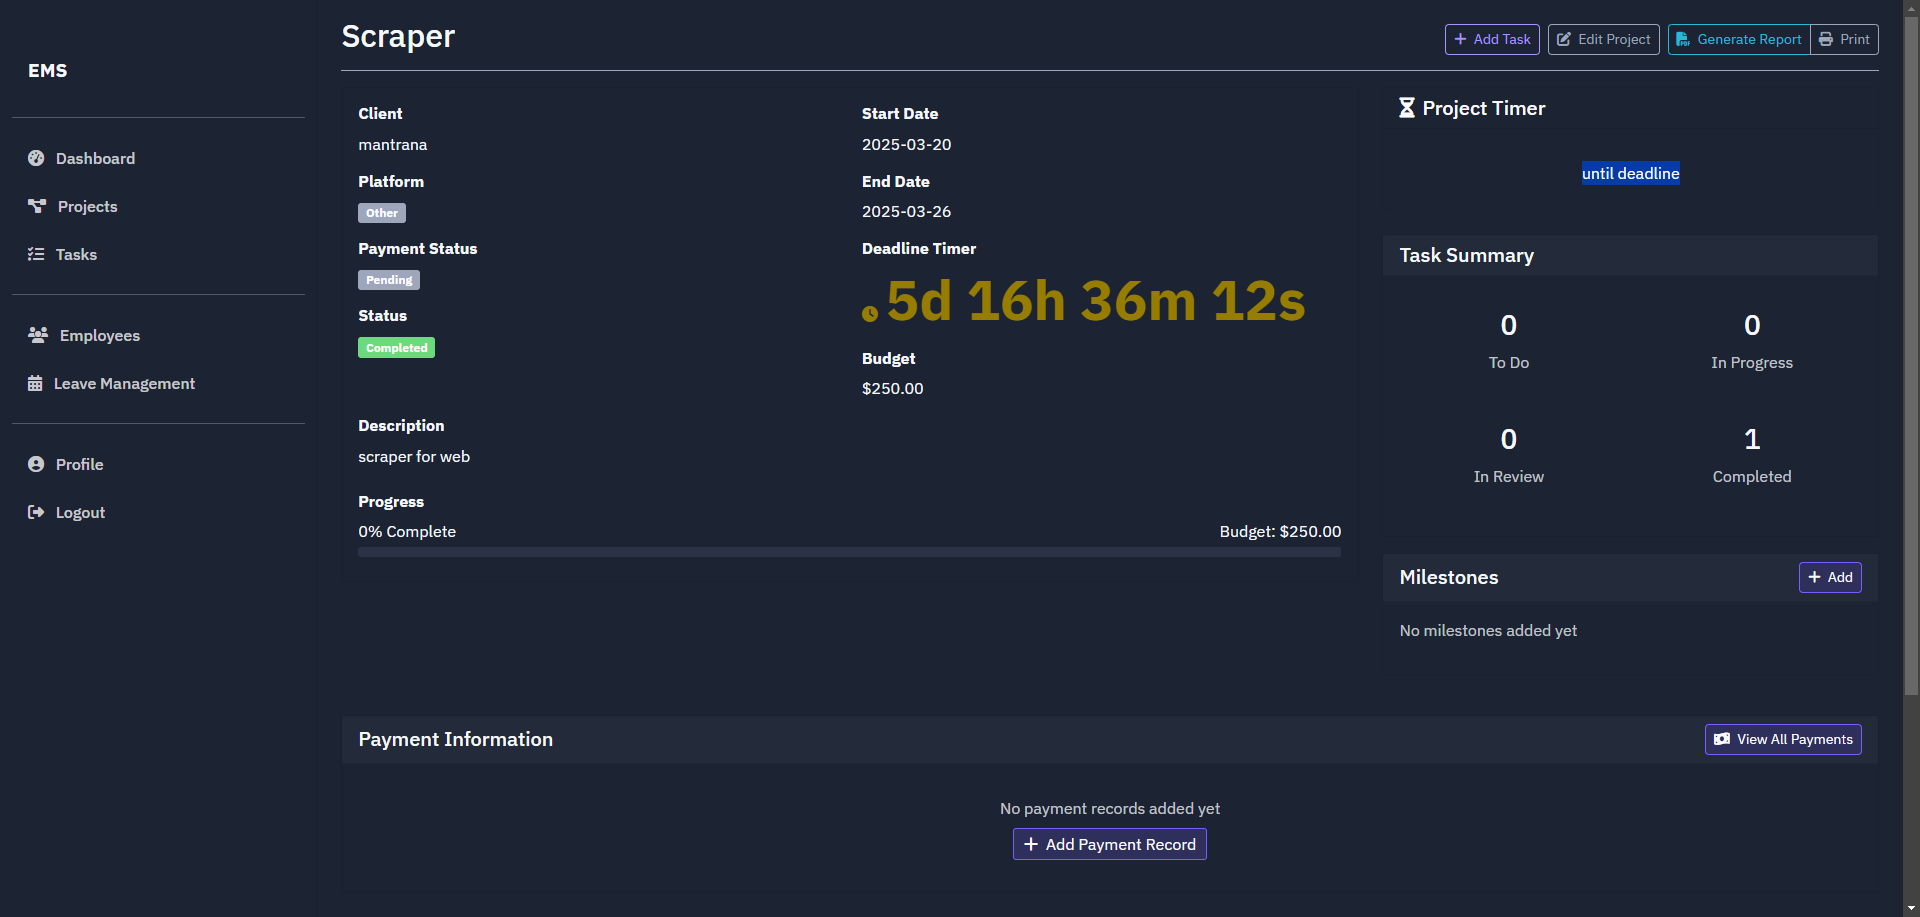 EMS
Dashboard
Projects
Tasks
Employees
Leave Management
Profile
Logout
Scraper
Add Task
Edit Project
Generate Report
Print
Client
mantrana
Platform
Other
Payment Status
Pending
Status
Completed
Start Date
2025-03-20
End Date
2025-03-26
Deadline Timer
5d 16h 36m 12s
Budget
$250.00
Description
scraper for web
Progress
0% Complete
Budget: $250.00
Project Timer
until deadline
Task Summary
0
To Do
0
In Progress
0
In Review
1
Completed
Milestones
Add
No milestones added yet
Payment Information
View All Payments
No payment records added yet
Add Payment Record